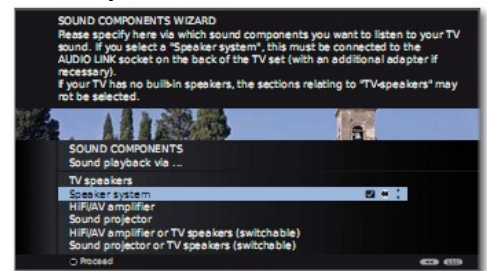 SOUND COMPONENTS WIZARD
Please specify here via which sound components you want to listen to your TV
sound. If you select a "Speaker system", this must be connected to the
AUDIO LINK socket on the back of the TV set (with an additional adapter if
necessary).
If your TV has no built-in speakers, the sections relating to "TV-speakers" may
not be selected.
SOUND COMPONENTS
Sound playback via ...
TV speakers
Speaker system
HiFi/AV amplifier
Sound projector
HiFi/AV amplifier or TV speakers (switchable)
Sound projector or TV speakers (switchable)
Proceed